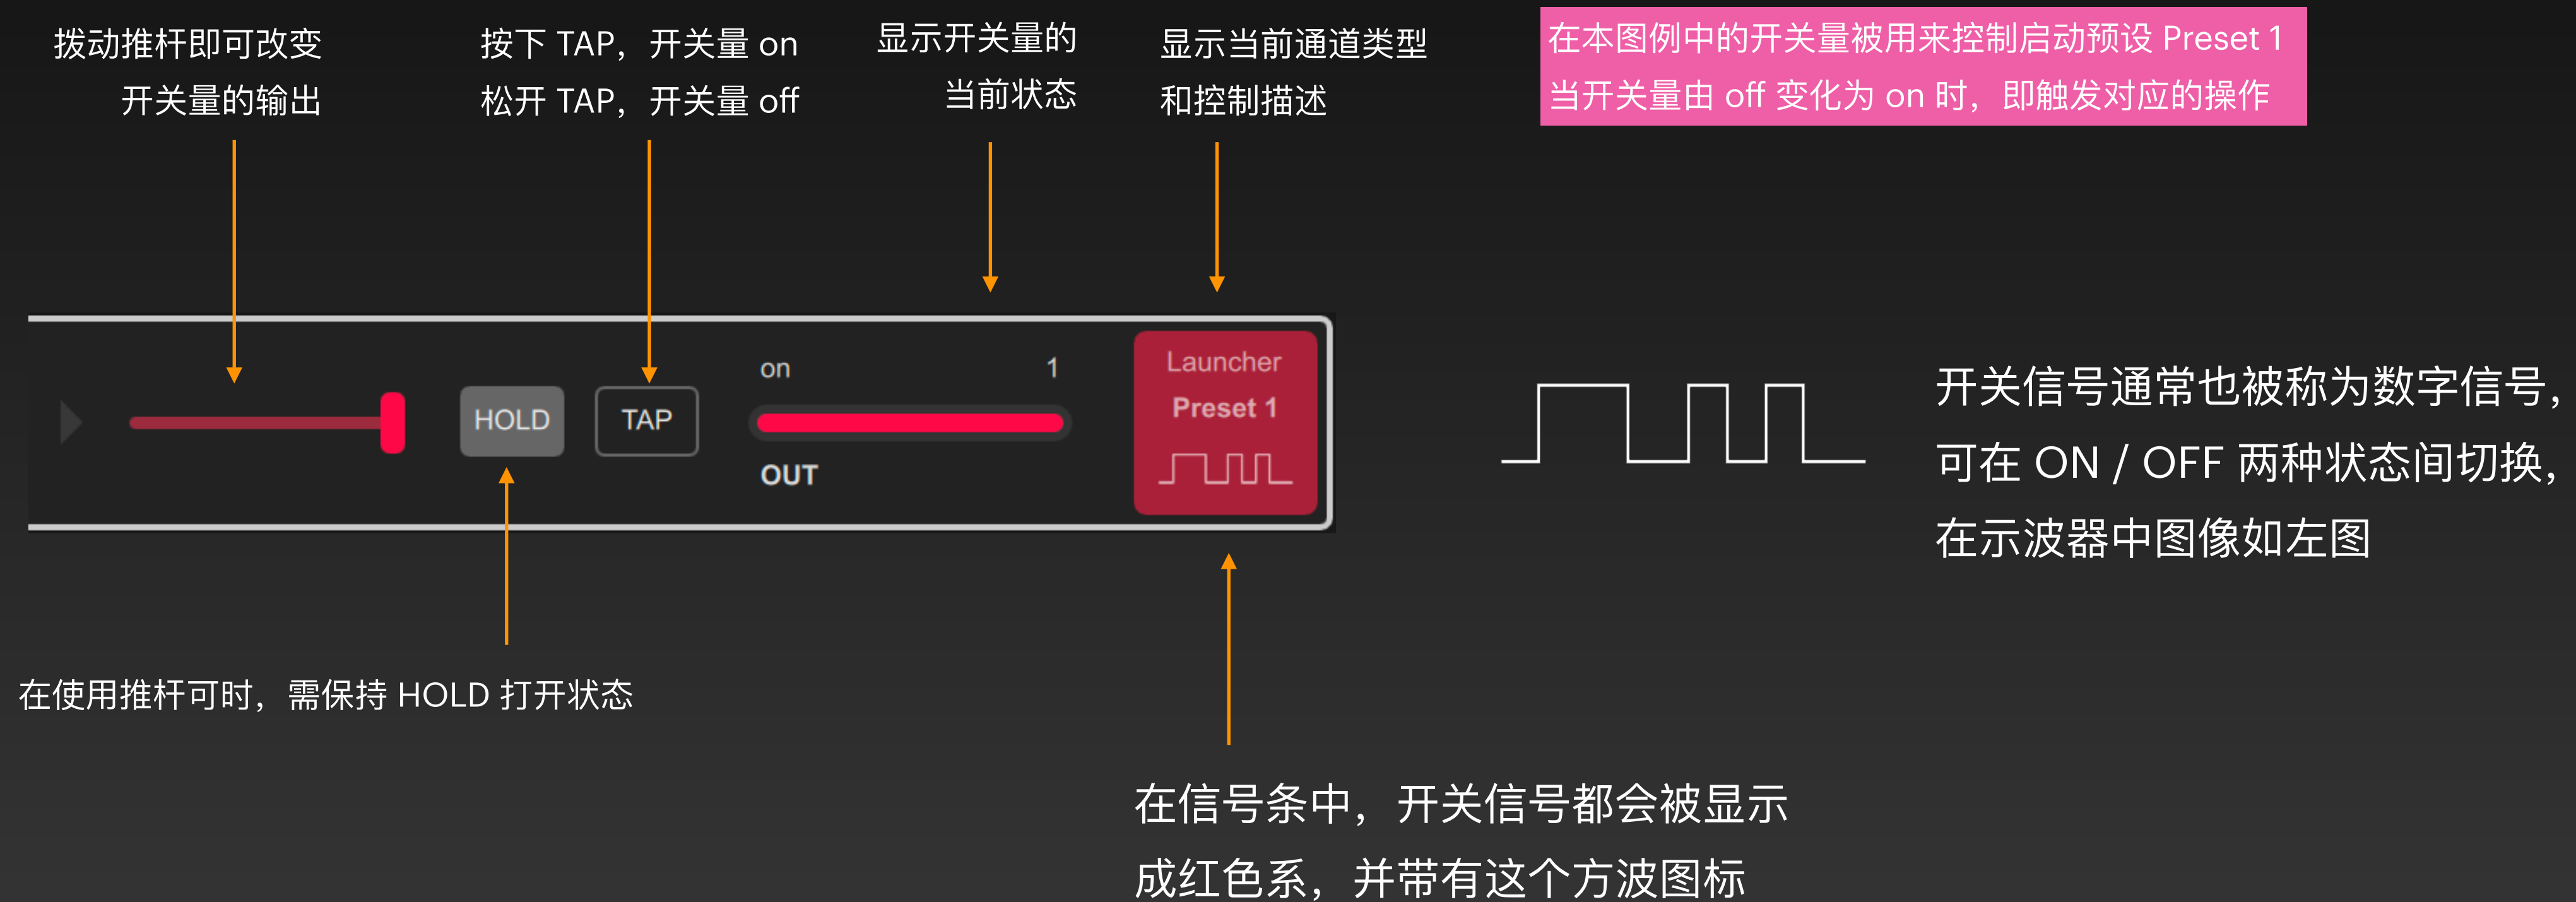 拨动推杆即可改变
开关量的输出
按下 TAP，开关量 on
松开 TAP，开关量 off
显示开关量的
当前状态
显示当前通道类型
和控制描述
在本图例中的开关量被用来控制启动预设 Preset 1
当开关量由 off 变化为 on 时，即触发对应的操作
HOLD
TAP
on 1
OUT
Launcher
Preset 1
开关信号通常也被称为数字信号，
可在 ON / OFF 两种状态间切换，
在示波器中图像如左图
在使用推杆可时，需保持 HOLD 打开状态
在信号条中，开关信号都会被显示
成红色系，并带有这个方波图标